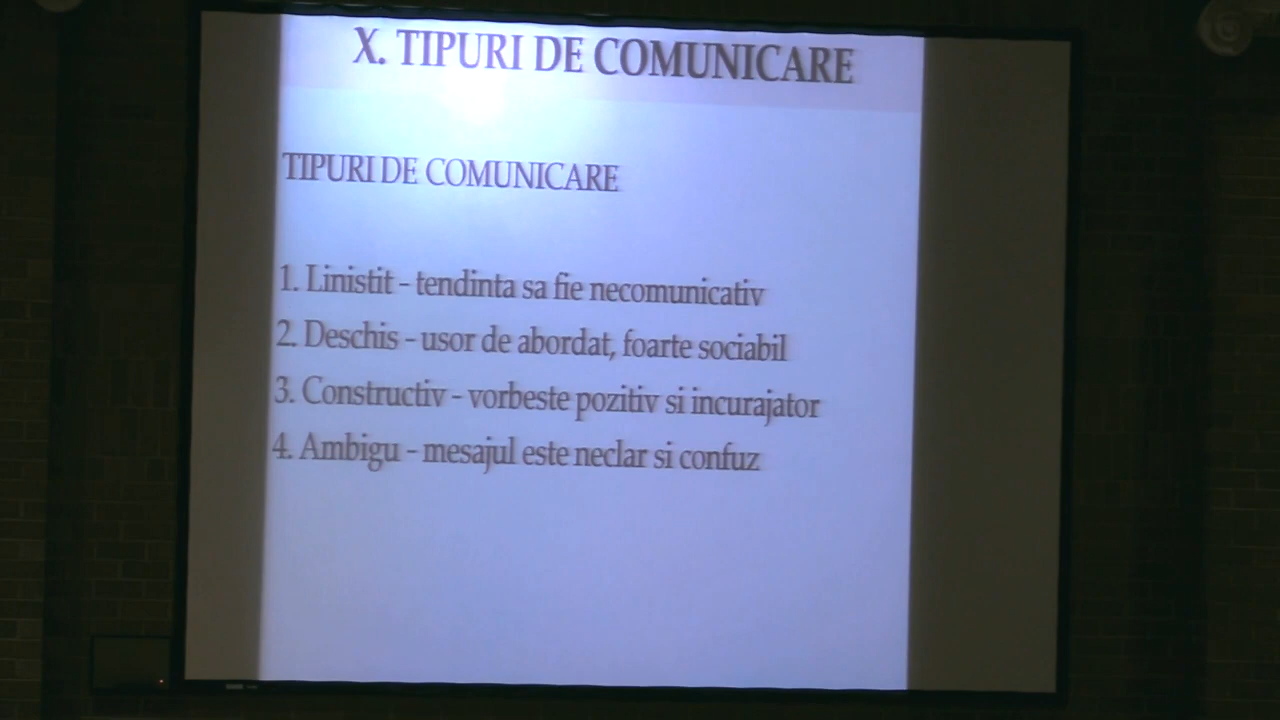 X. TIPURI DE COMUNICARE
TIPURI DE COMUNICARE
1. Linistit - tendinta sa fie necomunicativ
2. Deschis - usor de abordat, foarte sociabil
3. Constructiv - vorbeste pozitiv si incurajator
4. Ambigu - mesajul este neclar si confuz